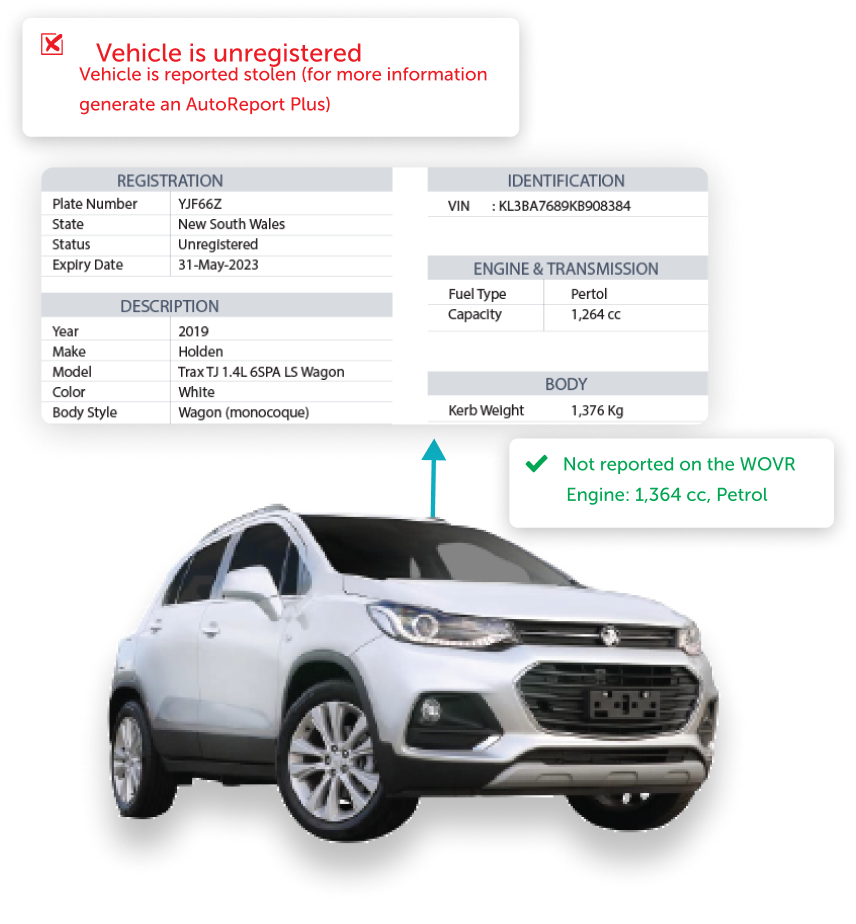 Vehicle is unregistered
Vehicle is reported stolen (for more information
generate an AutoReport Plus)
REGISTRATION
Plate Number YJF66Z
State New South Wales
Status Unregistered
Expiry Date 31-May-2023
DESCRIPTION
Year 2019
Make Holden
Model Trax TJ 1.4L 6SPA LS Wagon
Color White
Body Style Wagon (monocoque)
IDENTIFICATION
VIN : KL3BA7689KB908384
ENGINE & TRANSMISSION
Fuel Type Pertol
Capacity 1,264 cc
BODY
Kerb Weight 1,376 Kg
Not reported on the WOVR
Engine: 1,364 cc, Petrol